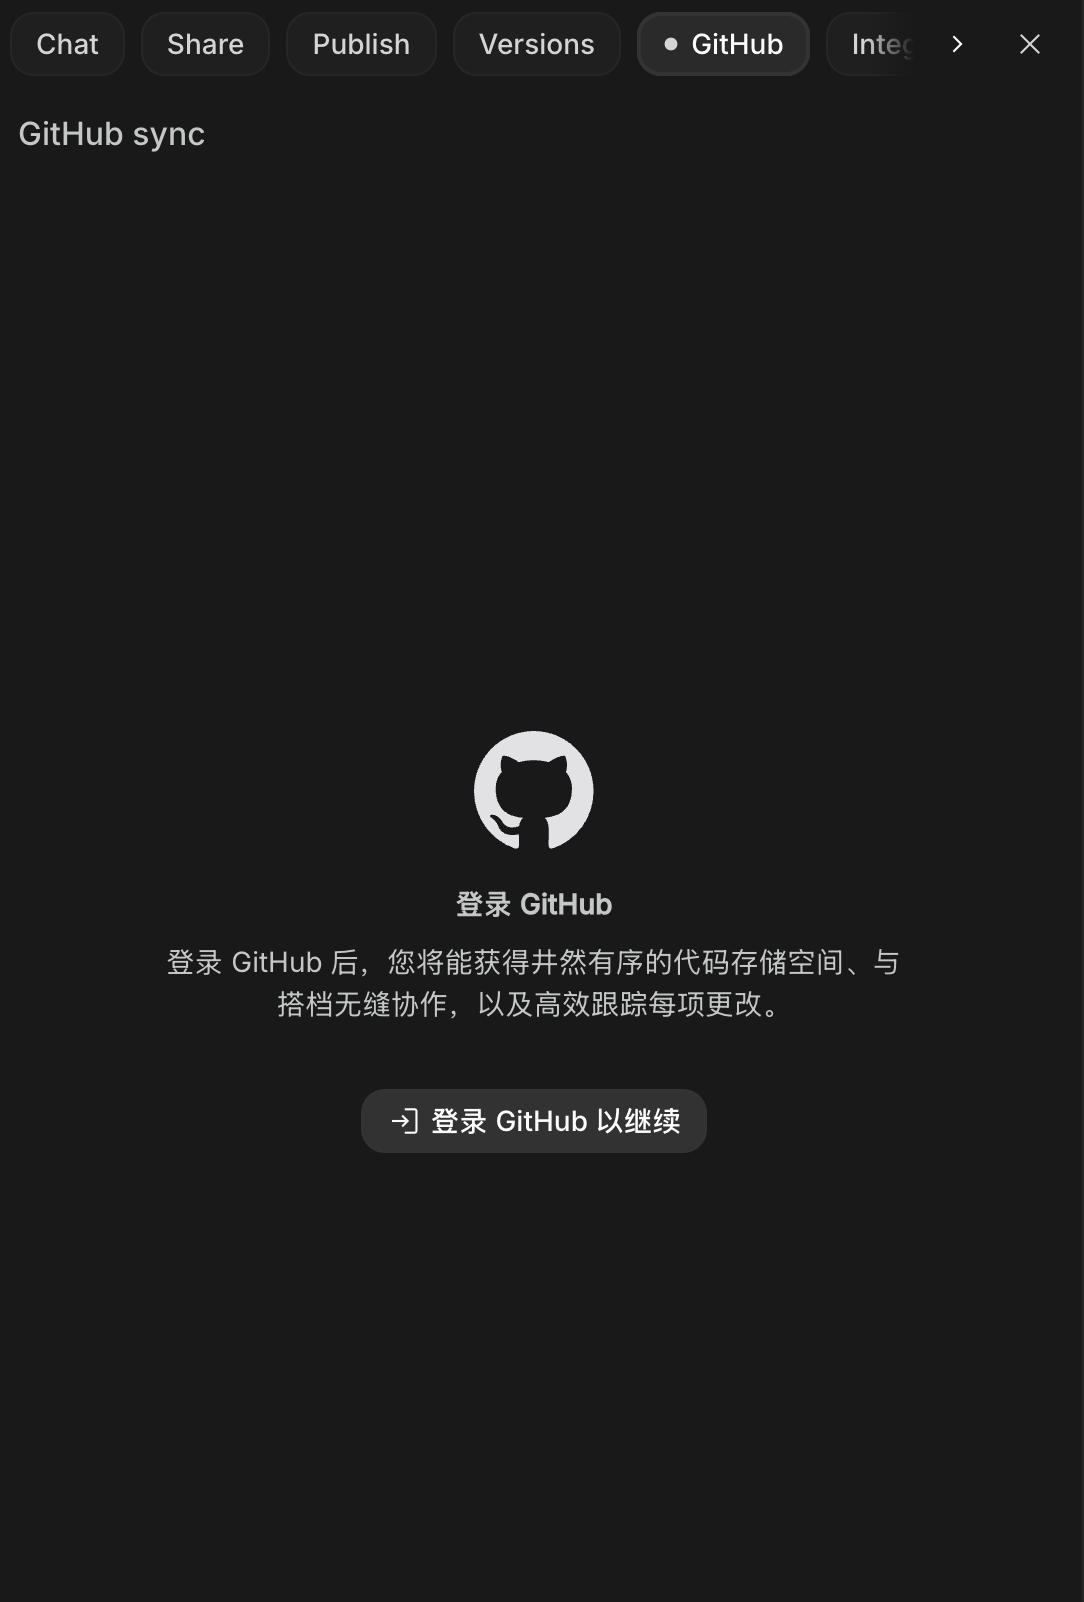 Chat
Share
Publish
Versions
GitHub
GitHub sync
登录 GitHub
登录 GitHub 后，您将能获得井然有序的代码存储空间、与
搭档无缝协作，以及高效跟踪每项更改。
登录 GitHub 以继续